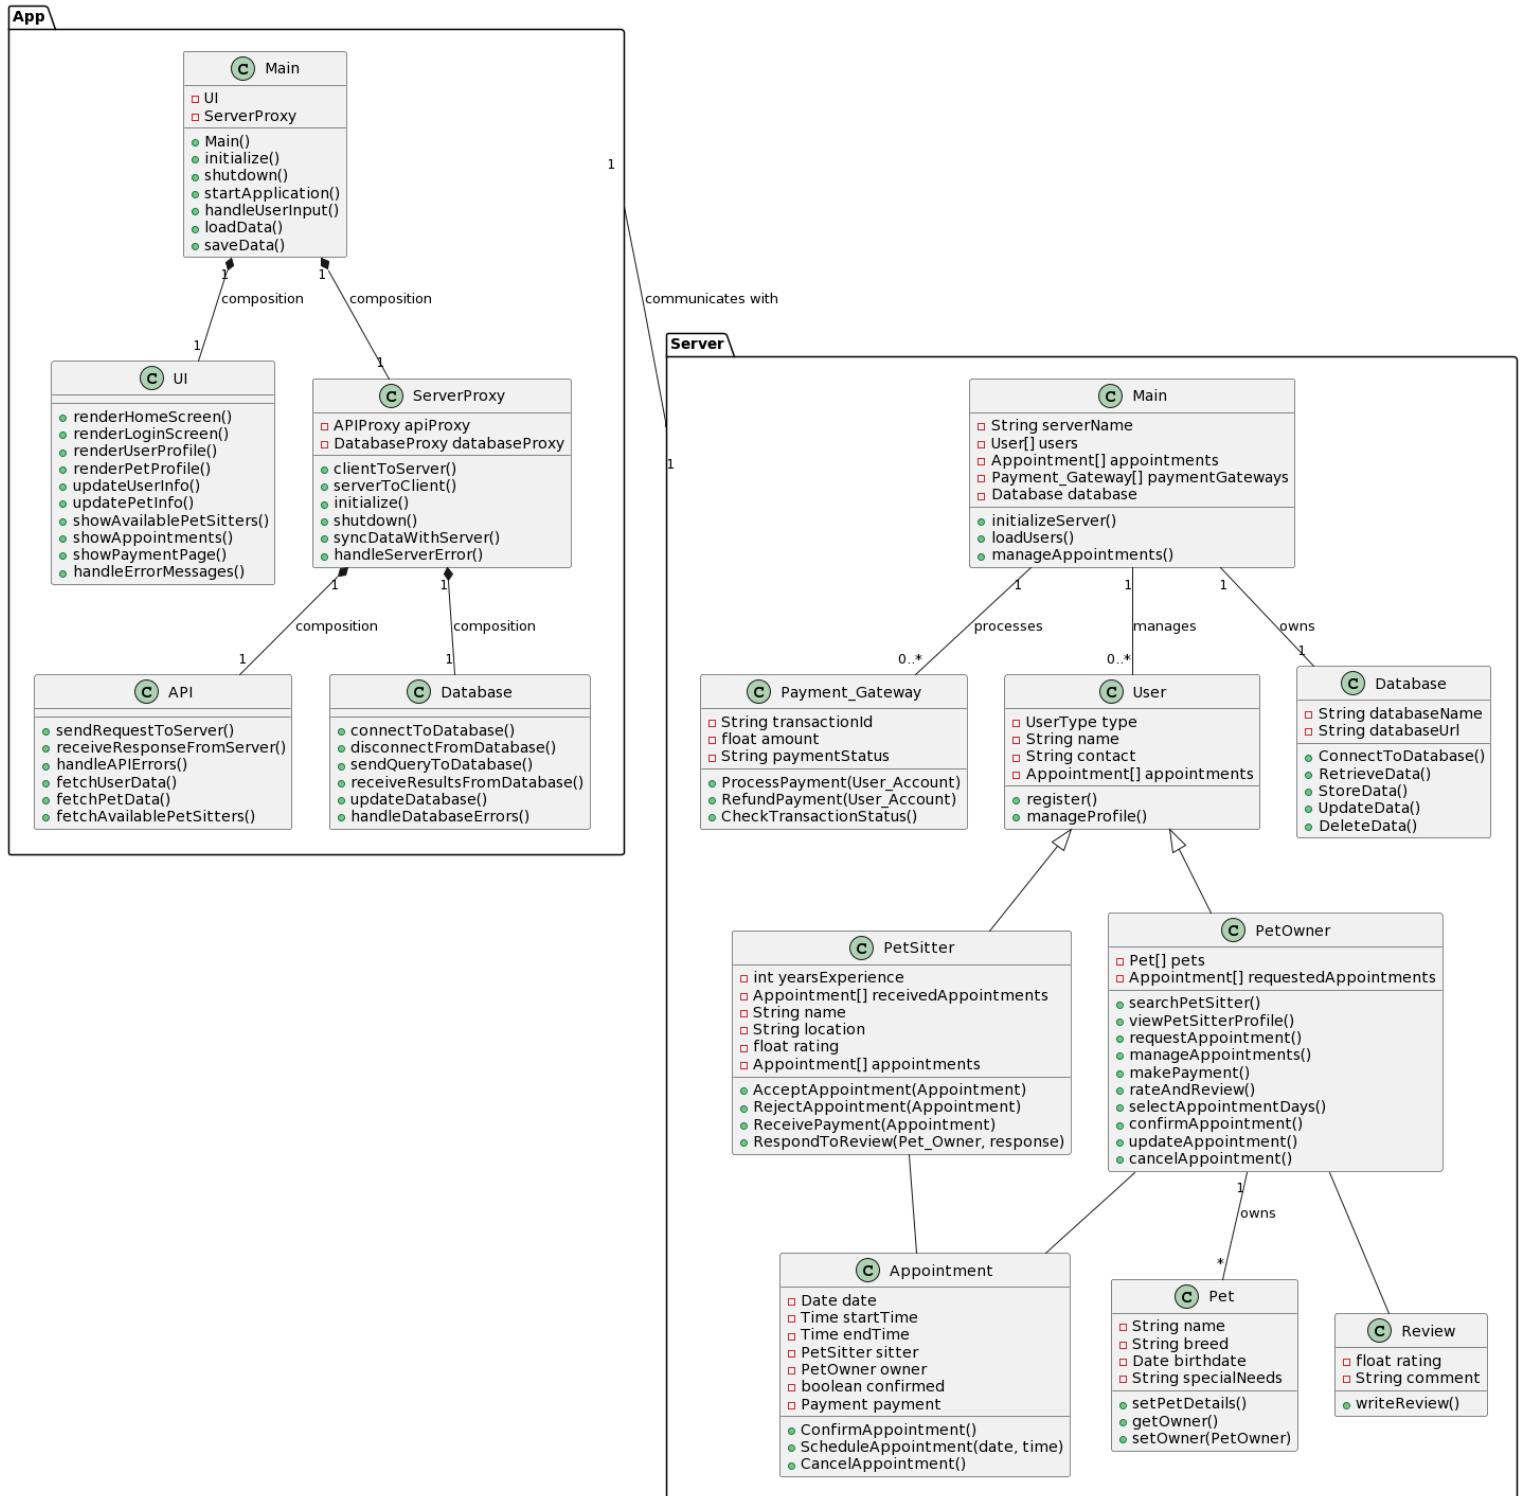 App
Main
UI
ServerProxy
Main()
initialize()
shutdown()
startApplication()
handleUserInput()
loadData()
saveData()
1
1
composition
composition
1
1
UI
renderHomeScreen()
renderLoginScreen()
renderUserProfile()
renderPetProfile()
updateUserInfo()
updatePetInfo()
showAvailablePetSitters()
showAppointments()
showPaymentPage()
handleErrorMessages()
ServerProxy
APIProxy apiProxy
DatabaseProxy databaseProxy
clientToServer()
serverToClient()
initialize()
shutdown()
syncDataWithServer()
handleServerError()
1
1
composition
composition
1
1
API
sendRequestToServer()
receiveResponseFromServer()
handleAPIErrors()
fetchUserData()
fetchPetData()
fetchAvailablePetSitters()
Database
connectToDatabase()
disconnectFromDatabase()
sendQueryToDatabase()
receiveResultsFromDatabase()
updateDatabase()
handleDatabaseErrors()
1
communicates with
1
Server
Main
String serverName
User[] users
Appointment[] appointments
Payment_Gateway[] paymentGateways
Database database
initializeServer()
loadUsers()
manageAppointments()
1
1
1
processes
manages
owns
0..*
0..*
1
Payment_Gateway
String transactionId
float amount
String paymentStatus
ProcessPayment(User_Account)
RefundPayment(User_Account)
CheckTransactionStatus()
User
UserType type
String name
String contact
Appointment[] appointments
register()
manageProfile()
Database
String databaseName
String databaseUrl
ConnectToDatabase()
RetrieveData()
StoreData()
UpdateData()
DeleteData()
PetSitter
int yearsExperience
Appointment[] receivedAppointments
String name
String location
float rating
Appointment[] appointments
AcceptAppointment(Appointment)
RejectAppointment(Appointment)
ReceivePayment(Appointment)
RespondToReview(Pet_Owner, response)
PetOwner
Pet[] pets
Appointment[] requestedAppointments
searchPetSitter()
viewPetSitterProfile()
requestAppointment()
manageAppointments()
makePayment()
rateAndReview()
selectAppointmentDays()
confirmAppointment()
updateAppointment()
cancelAppointment()
1
owns
*
Appointment
Date date
Time startTime
Time endTime
PetSitter sitter
PetOwner owner
boolean confirmed
Payment payment
ConfirmAppointment()
ScheduleAppointment(date, time)
CancelAppointment()
Pet
String name
String breed
Date birthdate
String specialNeeds
setPetDetails()
getOwner()
setOwner(PetOwner)
Review
float rating
String comment
writeReview()